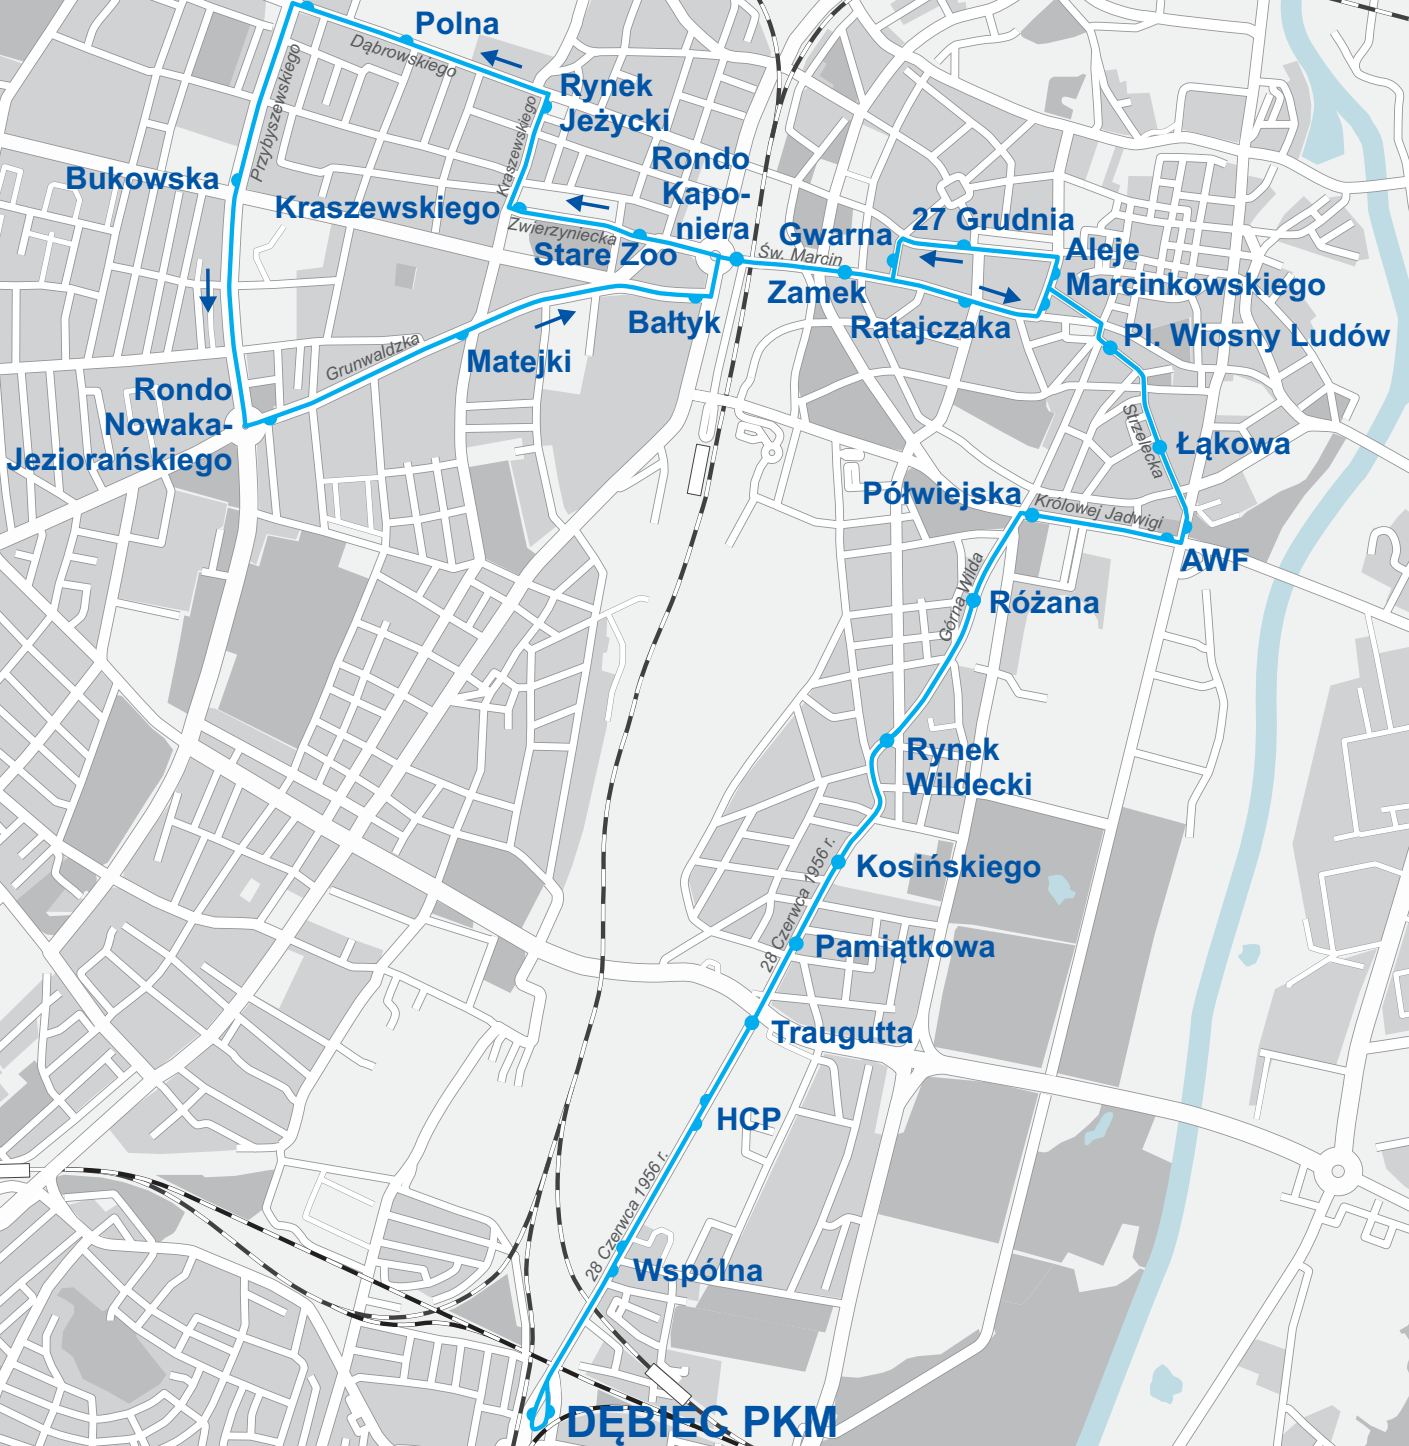 Polna
Dąbrowskiego
Przybyszewskiego
Rynek
Jeżycki
Kraszewskiego
Rondo
Kapo-
niera
Bukowska
Kraszewskiego
Zwierzyniecka
Stare Zoo
Św. Marcin
Gwarna
27 Grudnia
Aleje
Marcinkowskiego
Zamek
Ratajczaka
Bałtyk
Pl. Wiosny Ludów
Matejki
Grunwaldzka
Rondo
Nowaka-
Jeziorańskiego
Strzelecka
Łąkowa
Półwiejska
Królowej Jadwigi
AWF
Górna Wilda
Różana
Rynek
Wildecki
28 Czerwca 1956 r.
Kosińskiego
Pamiątkowa
Traugutta
HCP
28 Czerwca 1956 r.
Wspólna
DĘBIEC PKM